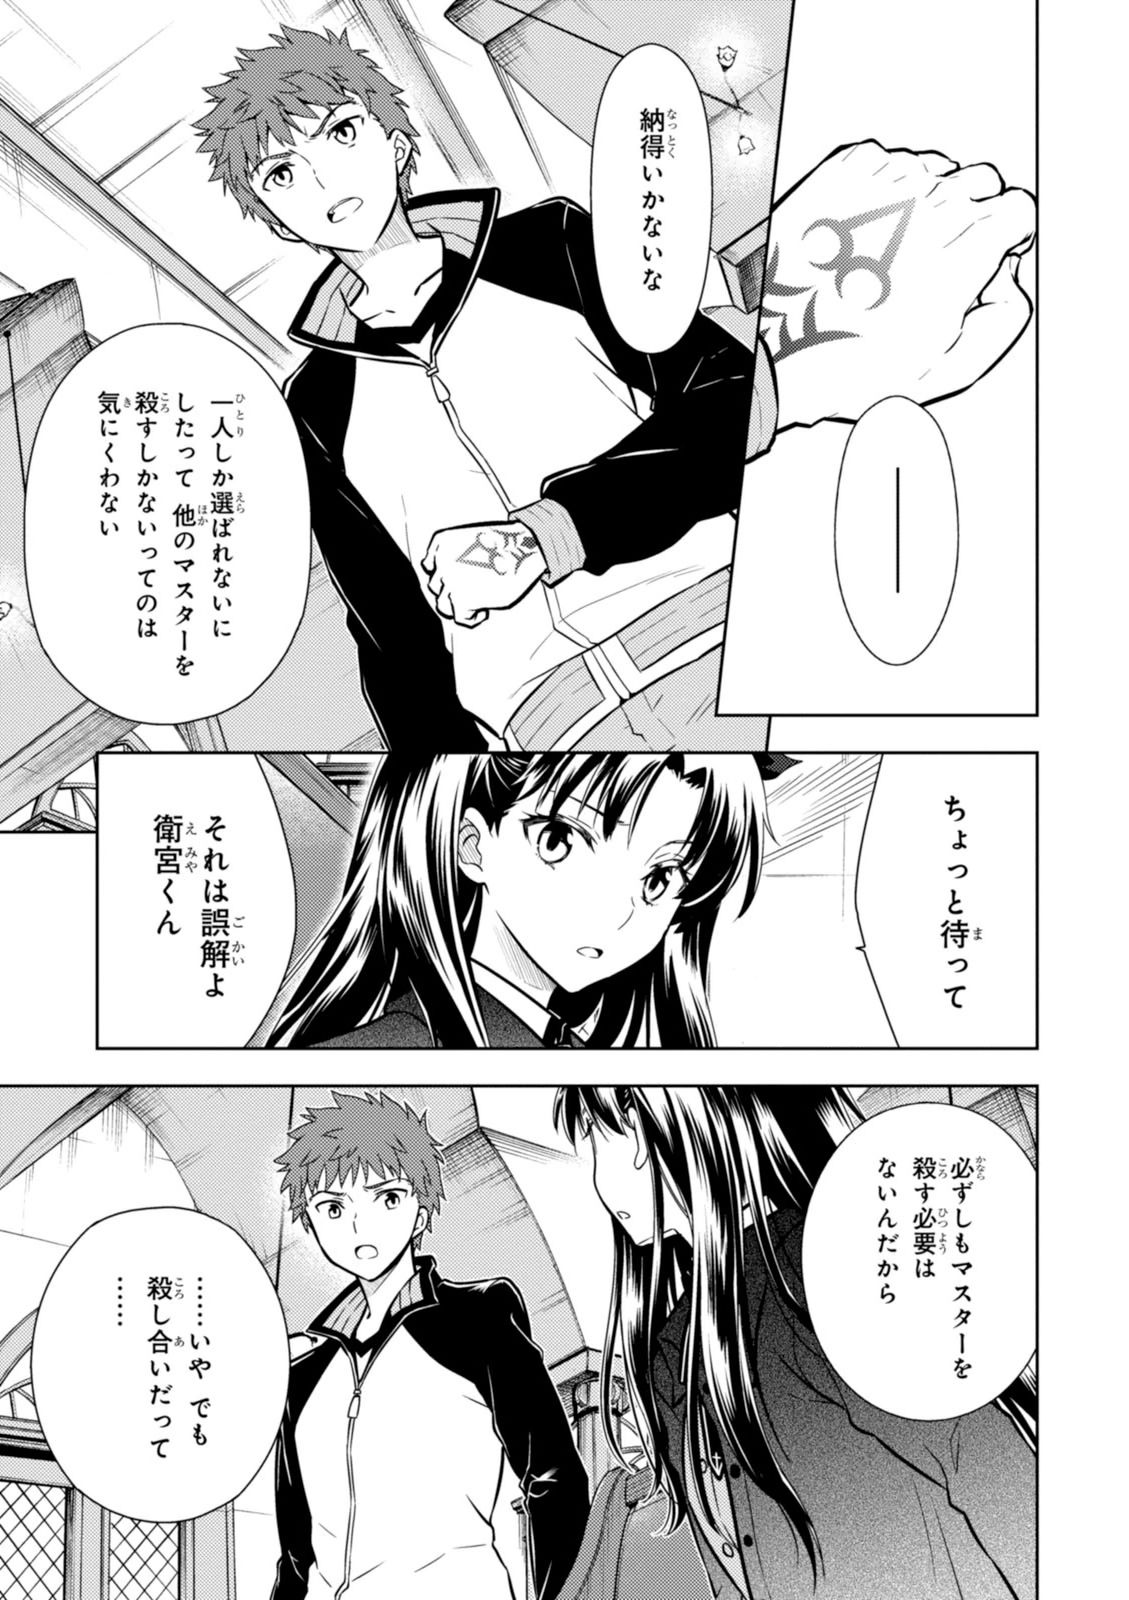 ―
納得いかないな
一人しか選ばれないに
したって 他のマスターを
殺すしかないってのは
気にくわない
ちょっと待って
それは誤解よ
衛宮くん
必ずしもマスターを
殺す必要は
ないんだから
……いや でも
殺し合いだって
……